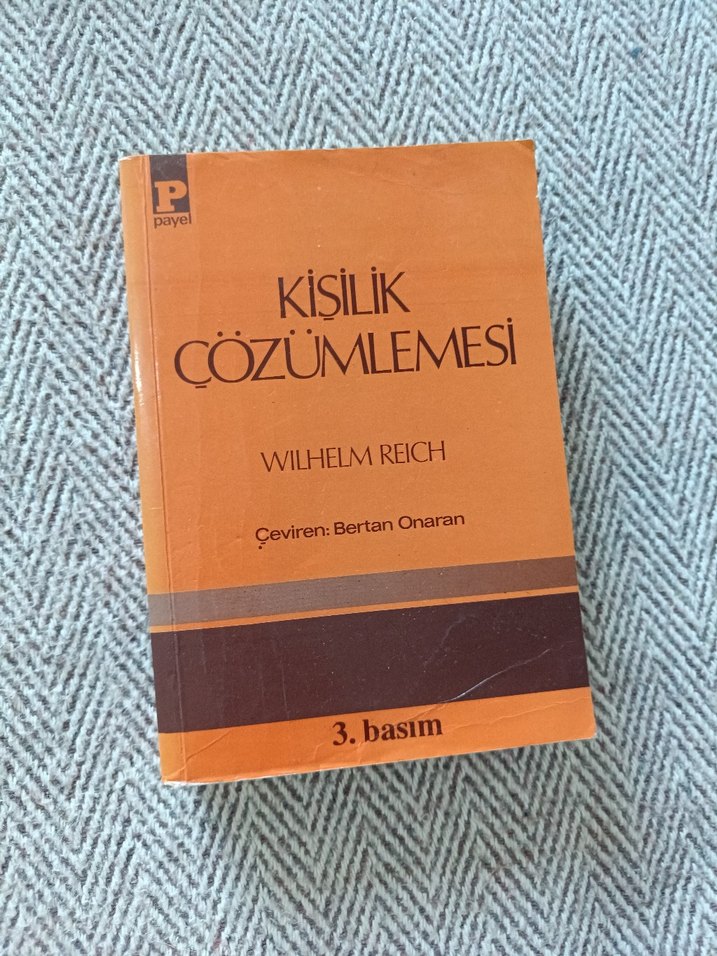 P
payel
KİŞİLİK
ÇÖZÜMLEMESİ
WILHELM REICH
Çeviren: Bertan Onaran
3. basım